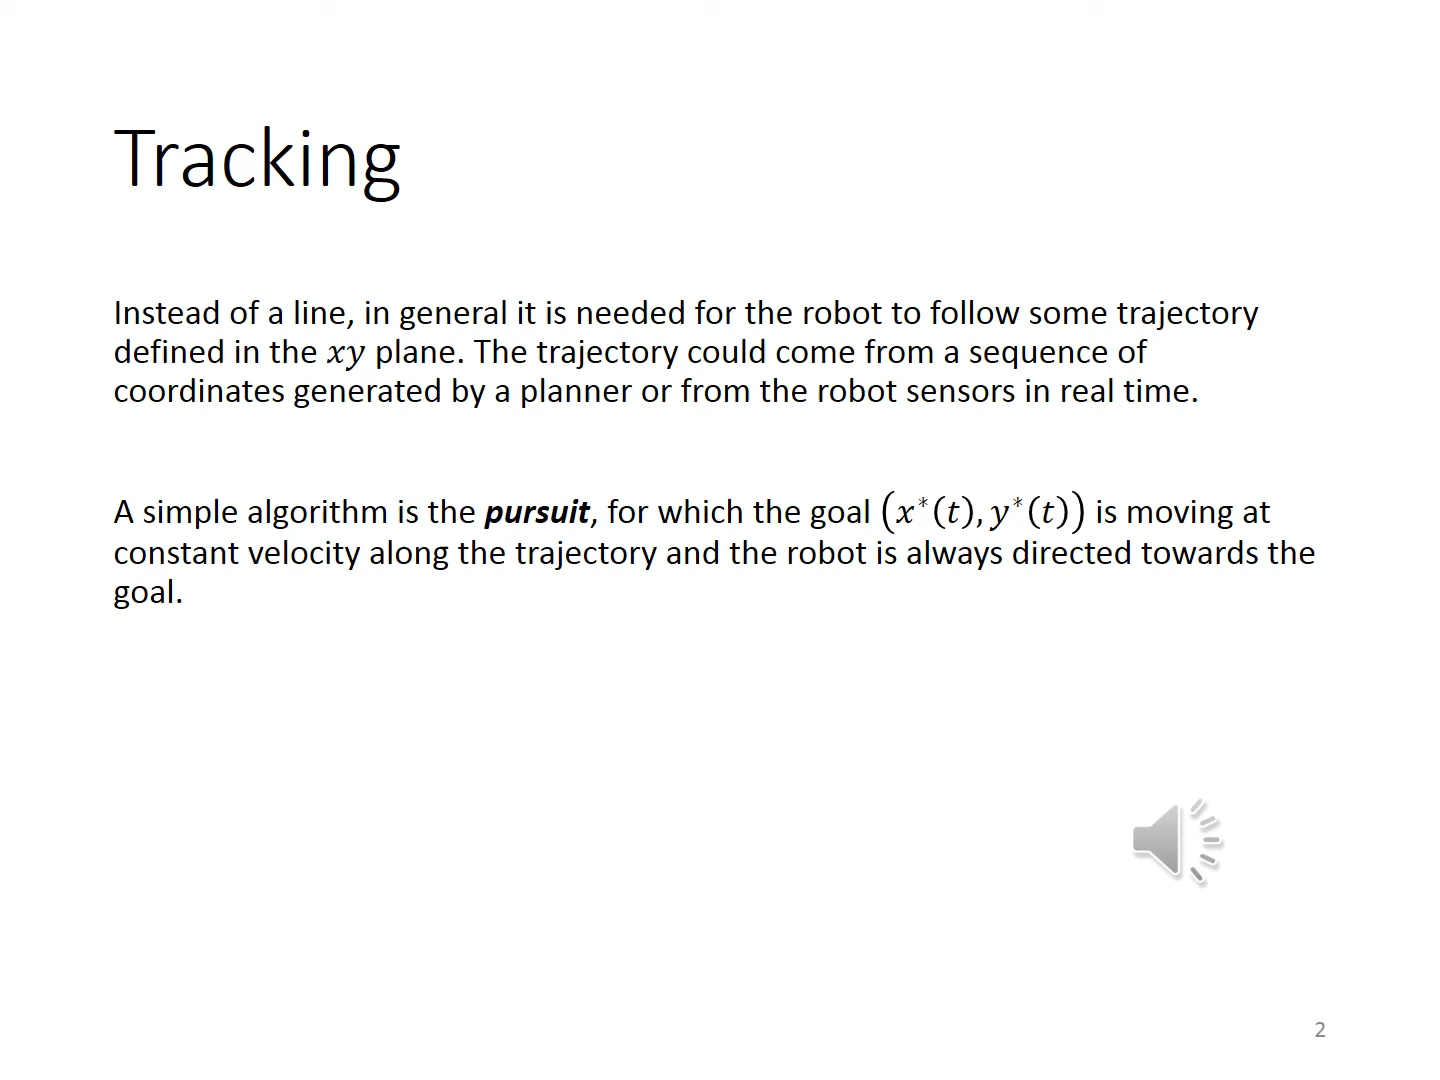 Tracking
Instead of a line, in general it is needed for the robot to follow some trajectory
defined in the 𝑥𝑦 plane. The trajectory could come from a sequence of
coordinates generated by a planner or from the robot sensors in real time.
A simple algorithm is the pursuit, for which the goal (𝑥*(𝑡), 𝑦*(𝑡)) is moving at
constant velocity along the trajectory and the robot is always directed towards the
goal.
2